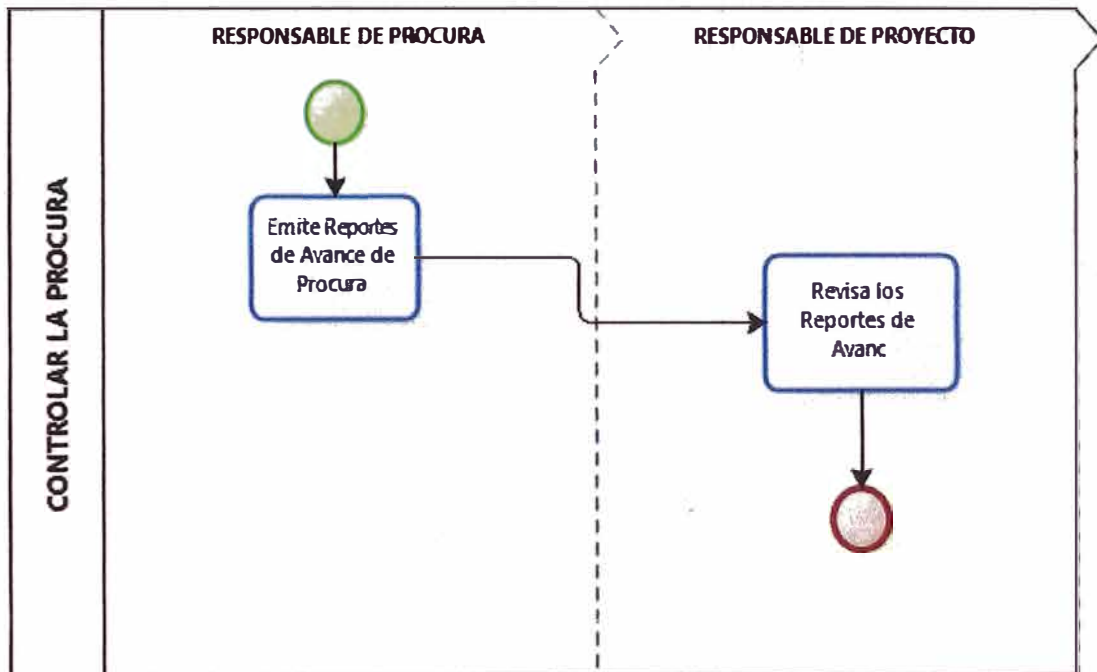 RESPONSABLE DE PROCURA
RESPONSABLE DE PROYECTO
CONTROLAR LA PROCURA
Emite Reportes
de Avance de
Procura
Revisa los
Reportes de
Avanc